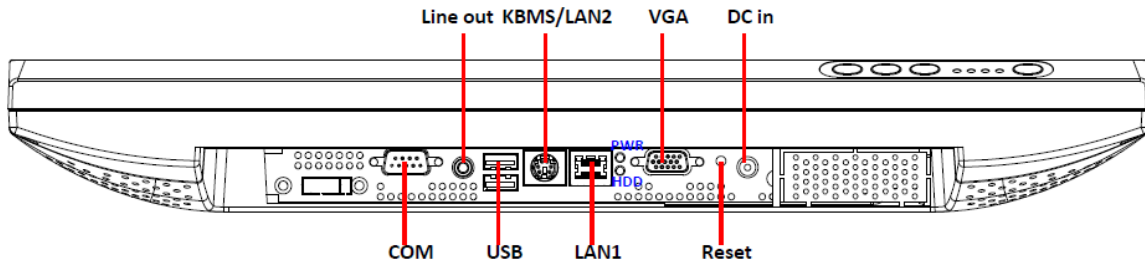 Line out KBMS/LAN2 VGA DC in
PWR
HDD
COM USB LAN1 Reset